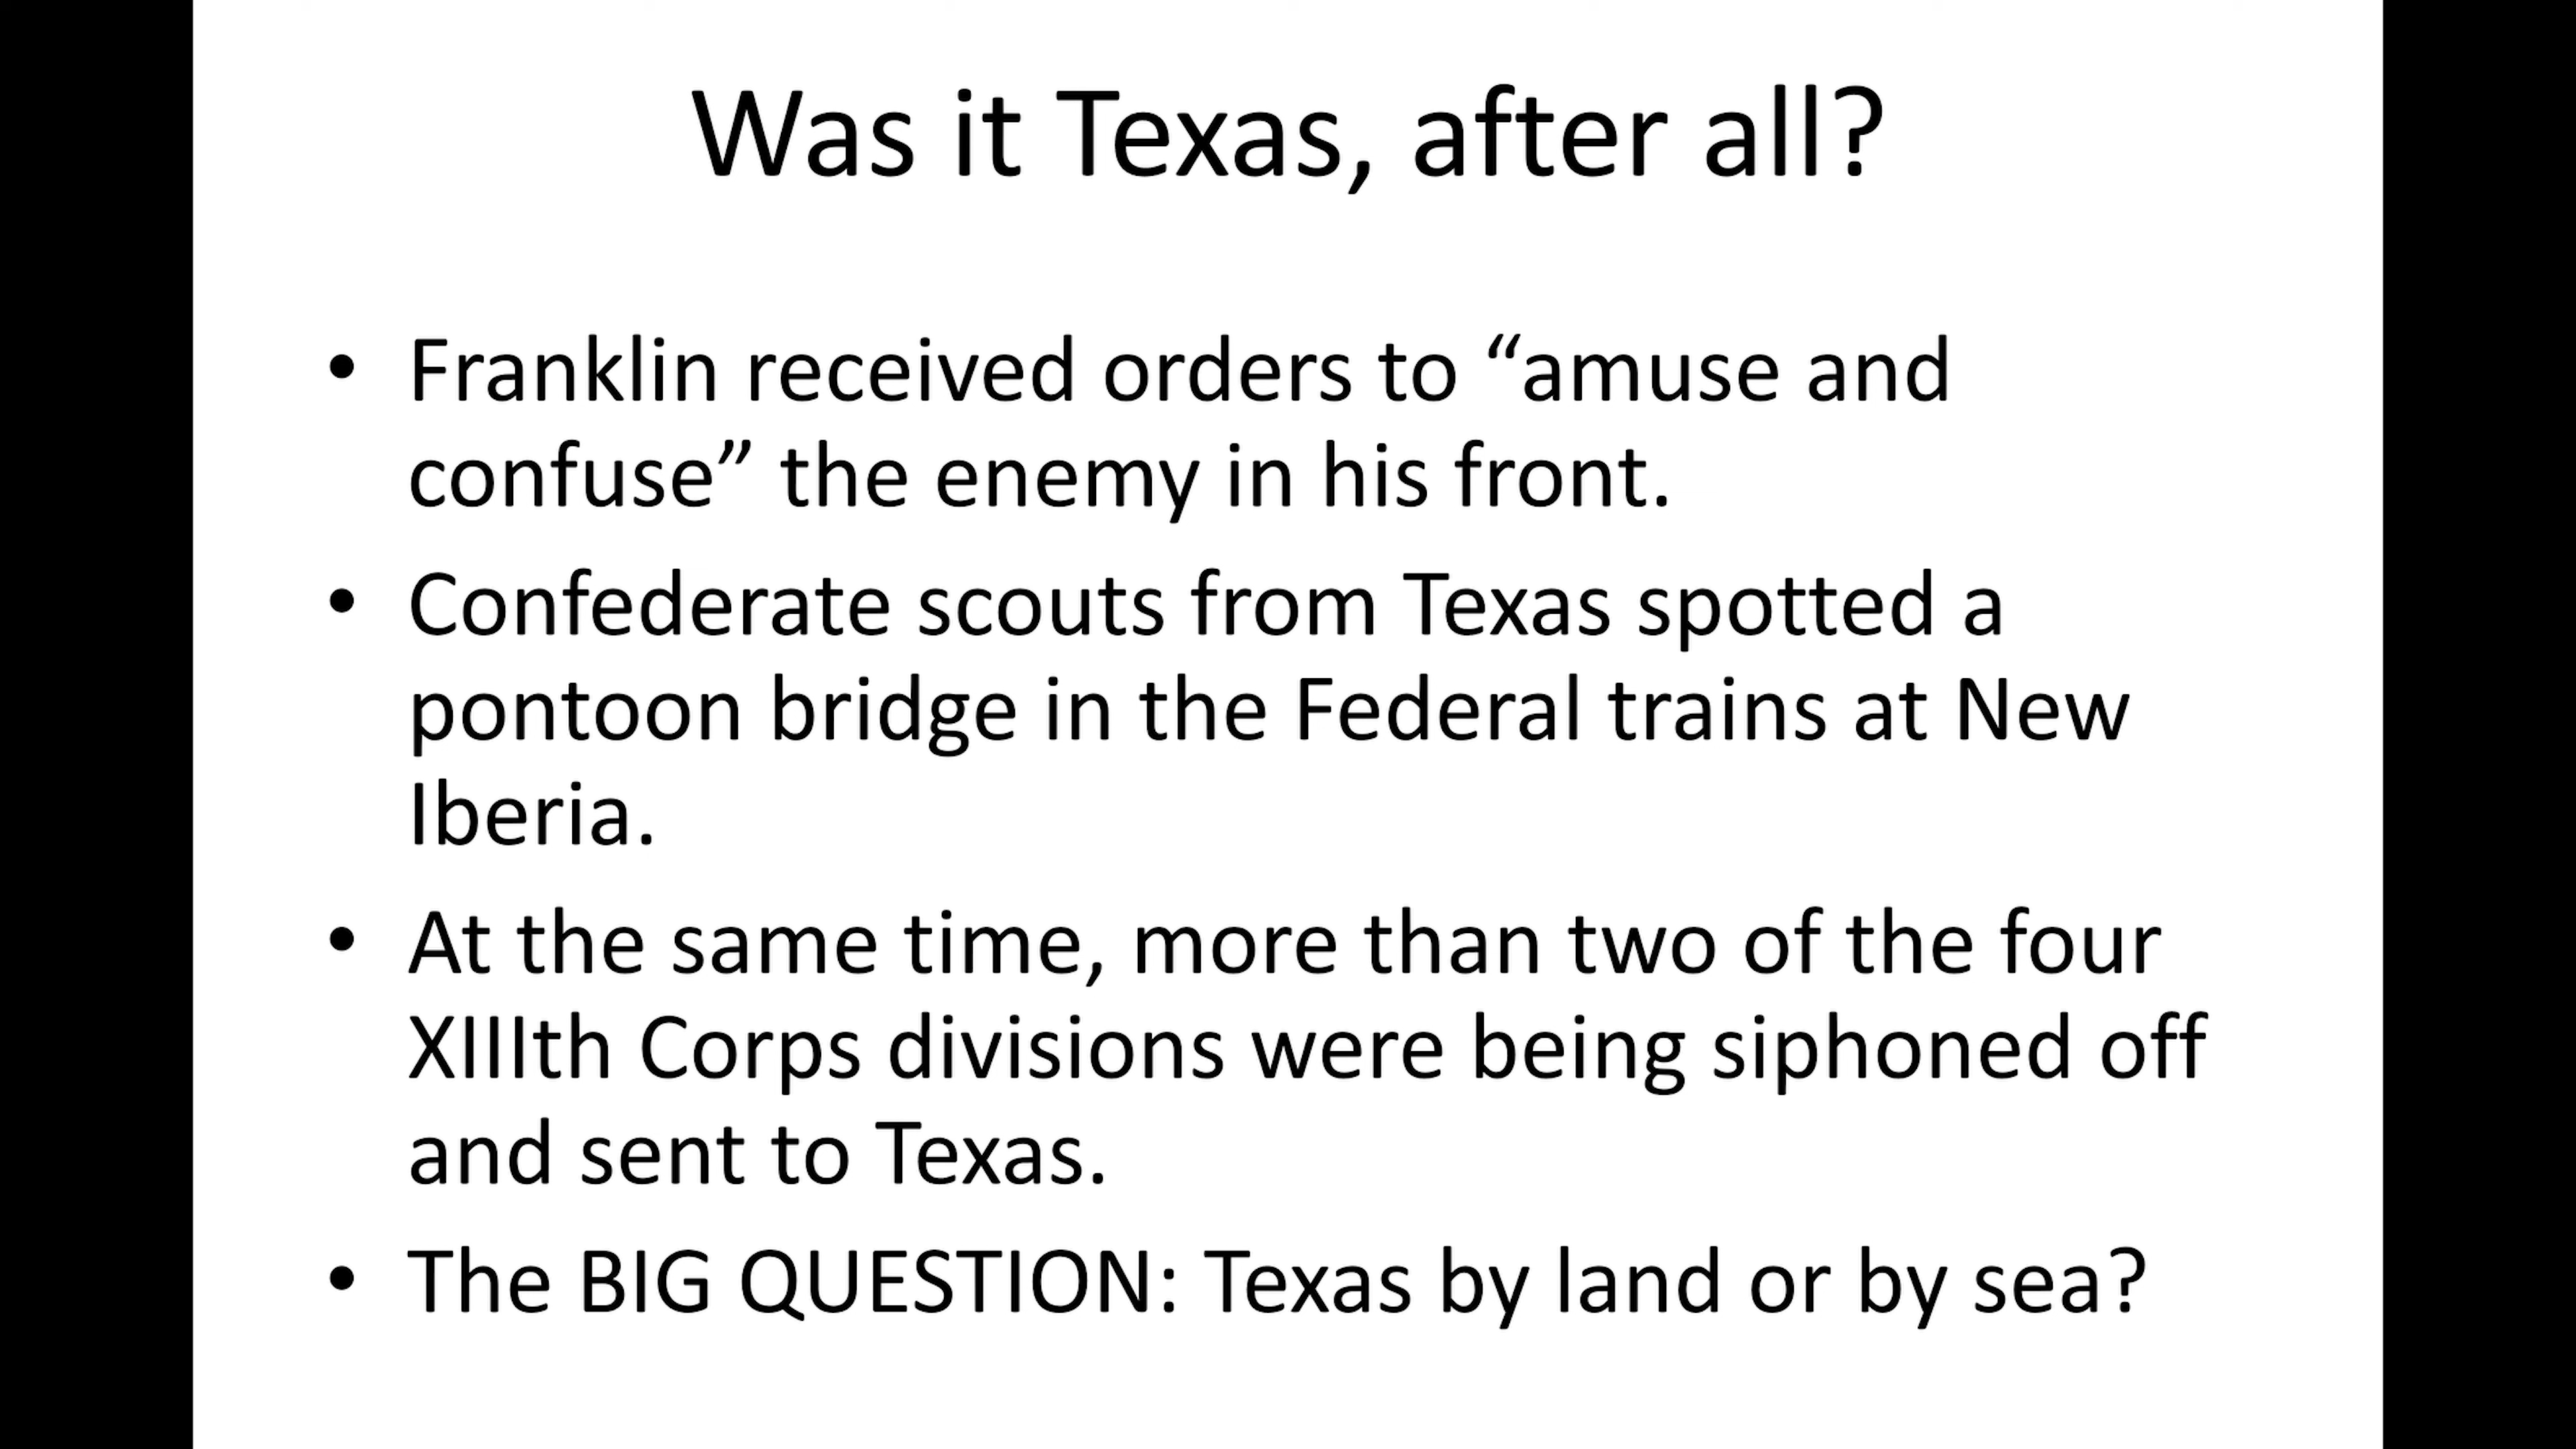 Was it Texas, after all?
• Franklin received orders to “amuse and
confuse” the enemy in his front.
• Confederate scouts from Texas spotted a
pontoon bridge in the Federal trains at New
Iberia.
• At the same time, more than two of the four
XIIIth Corps divisions were being siphoned off
and sent to Texas.
• The BIG QUESTION: Texas by land or by sea?